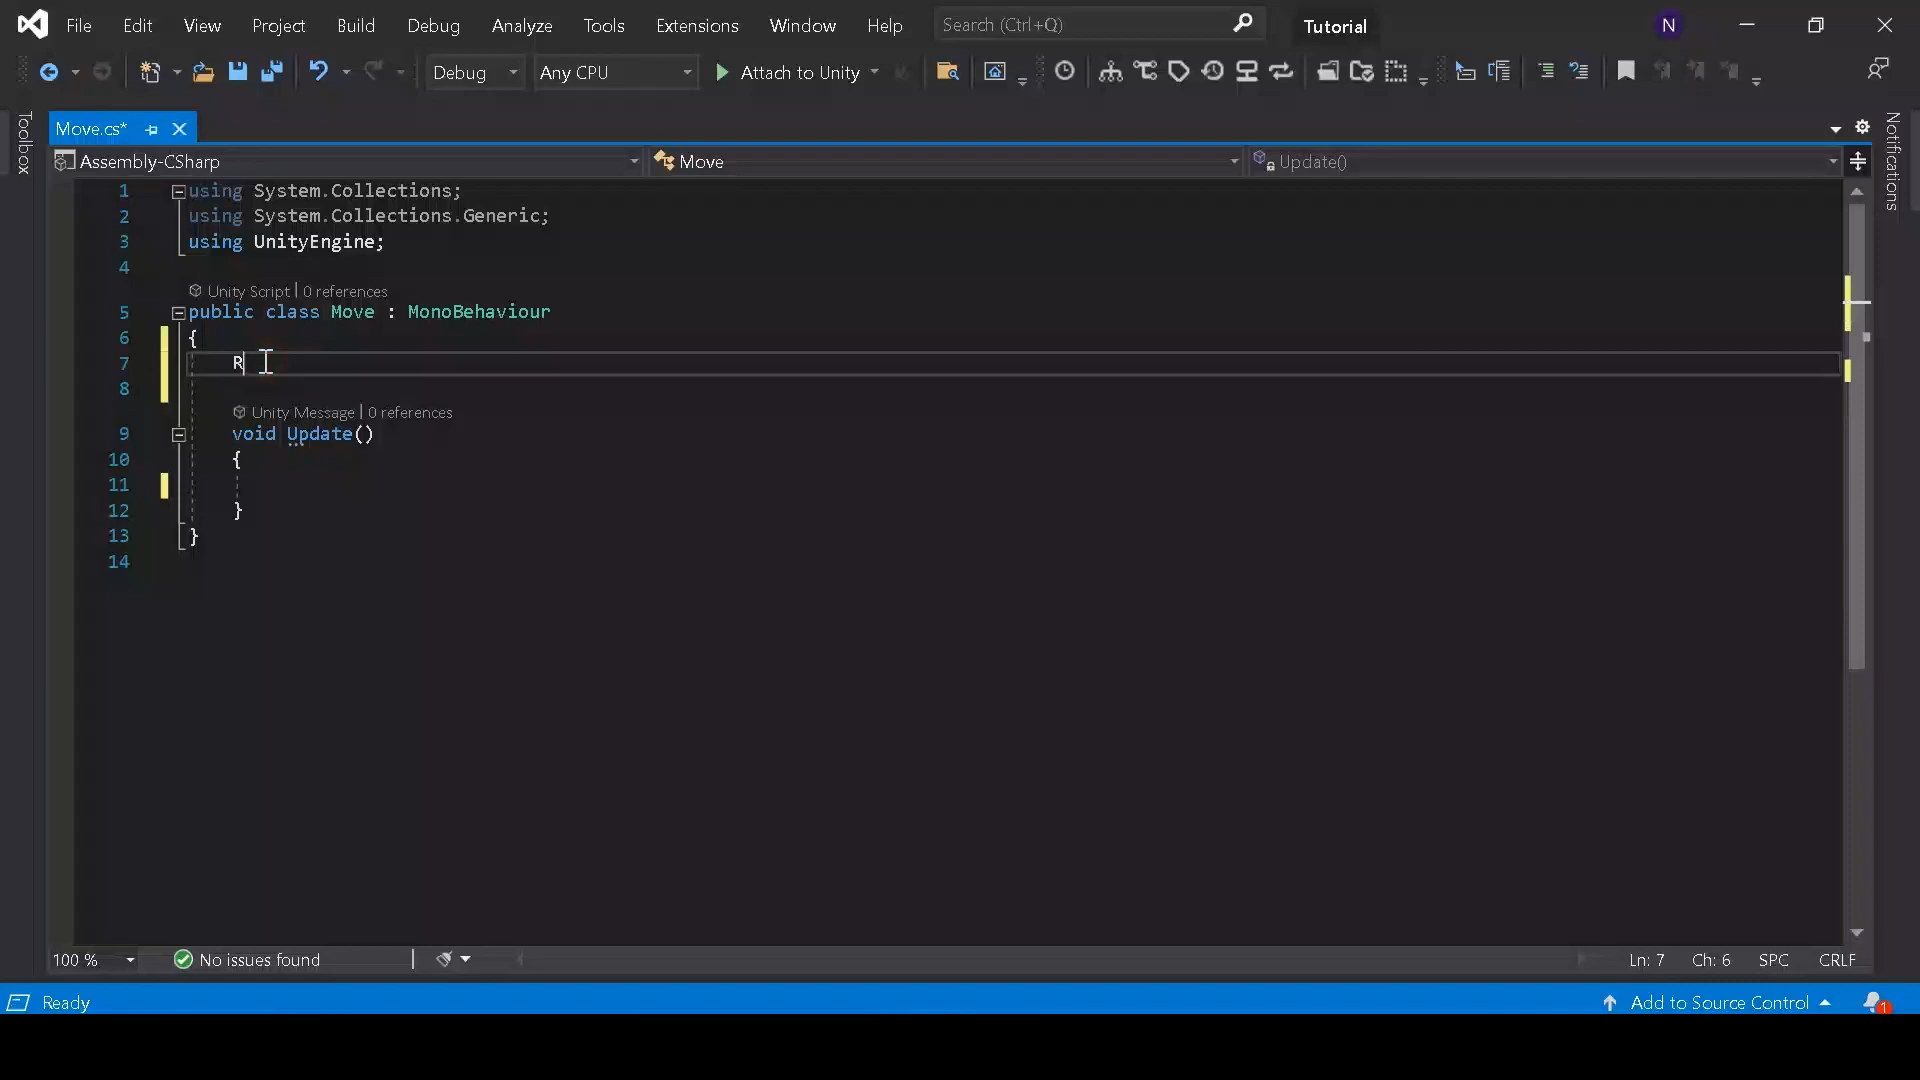 File Edit View Project Build Debug Analyze Tools Extensions Window Help Search (Ctrl+Q) Tutorial N
Debug Any CPU Attach to Unity
Toolbox
Move.cs*
Notifications
Assembly-CSharp Move Update()
1 using System.Collections;
2 using System.Collections.Generic;
3 using UnityEngine;
4
Unity Script | 0 references
5 public class Move : MonoBehaviour
6 {
7 R
8
Unity Message | 0 references
9 void Update()
10 {
11
12 }
13 }
14
100 % No issues found Ln: 7 Ch: 6 SPC CRLF
Ready Add to Source Control 1